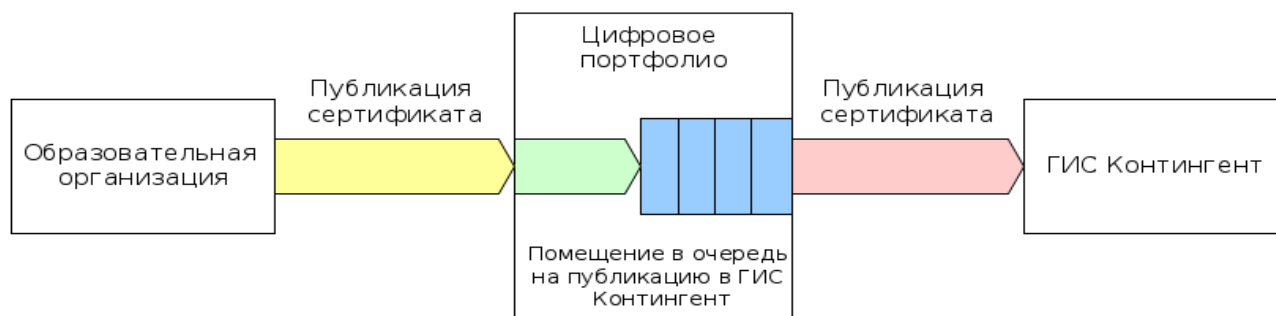 Образовательная
организация
Публикация
сертификата
Цифровое
портфолио
Помещение в очередь
на публикацию в ГИС
Контингент
Публикация
сертификата
ГИС Контингент